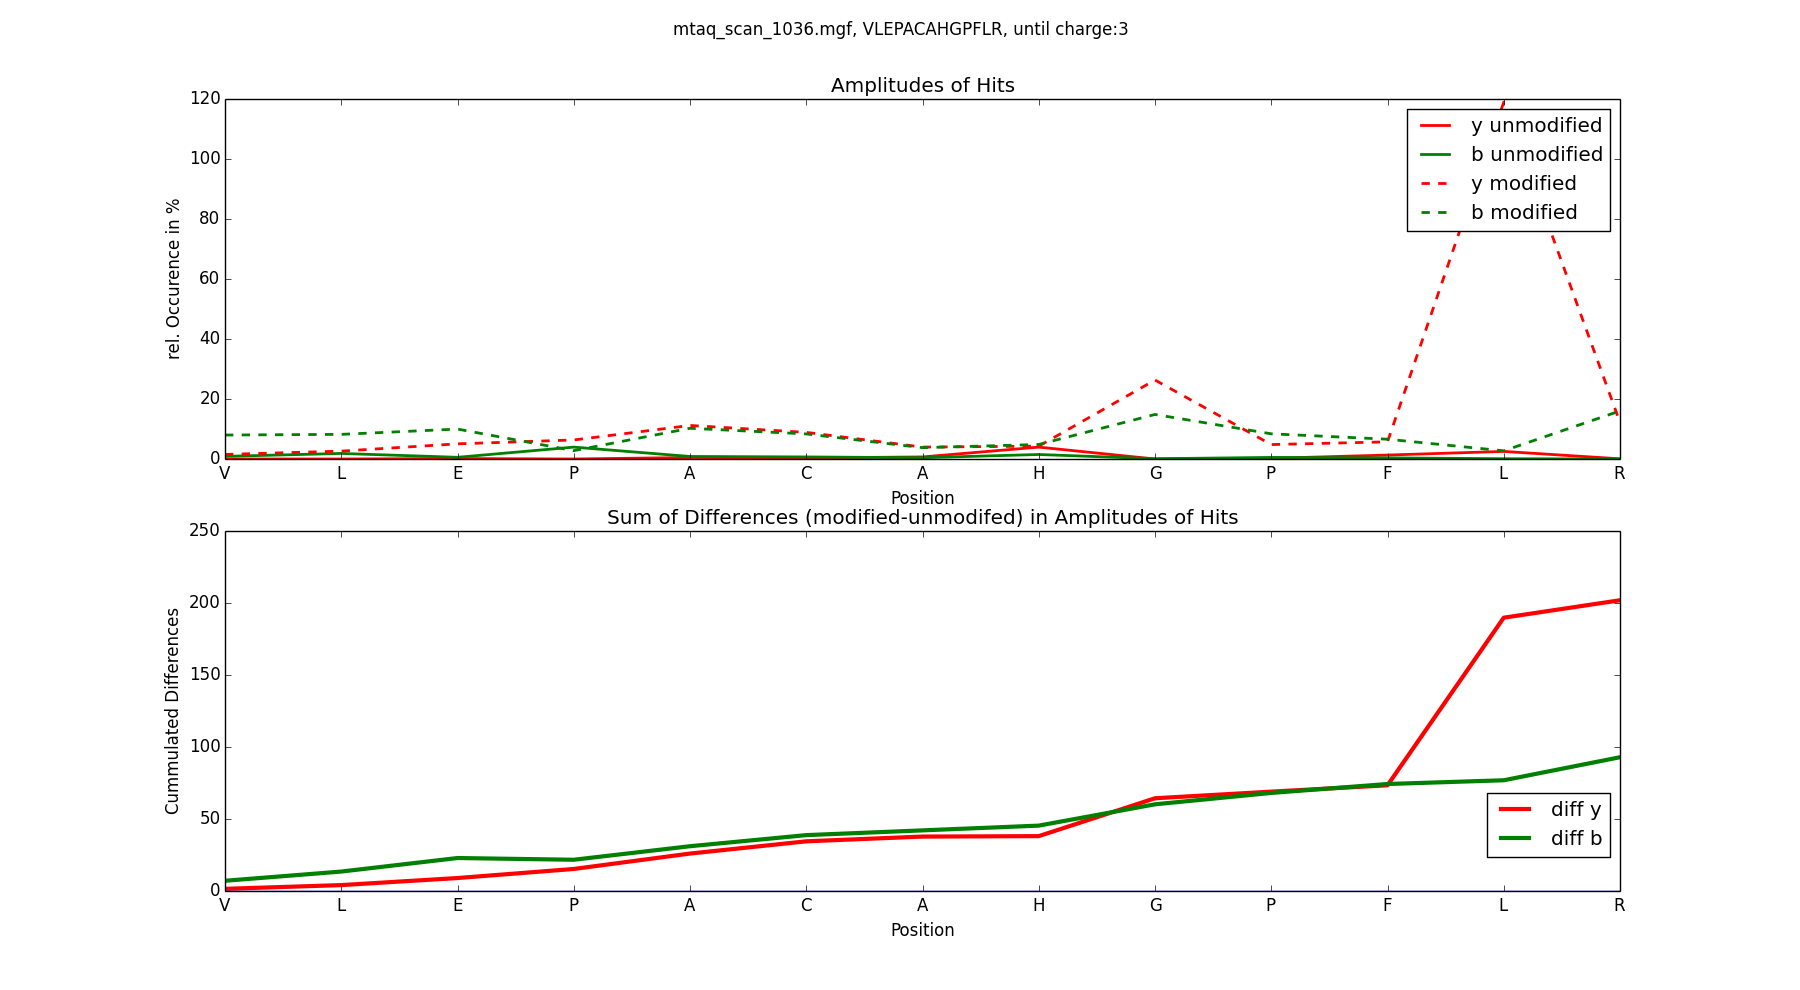 mtaq_scan_1036.mgf, VLEPACAHGPFLR, until charge:3
Amplitudes of Hits
120
100
80
60
40
20
0
rel. Occurence in %
y unmodified
b unmodified
y modified
b modified
V L E P A C A H G P F L R
Position
Sum of Differences (modified-unmodifed) in Amplitudes of Hits
250
200
150
100
50
0
Cummulated Differences
diff y
diff b
V L E P A C A H G P F L R
Position